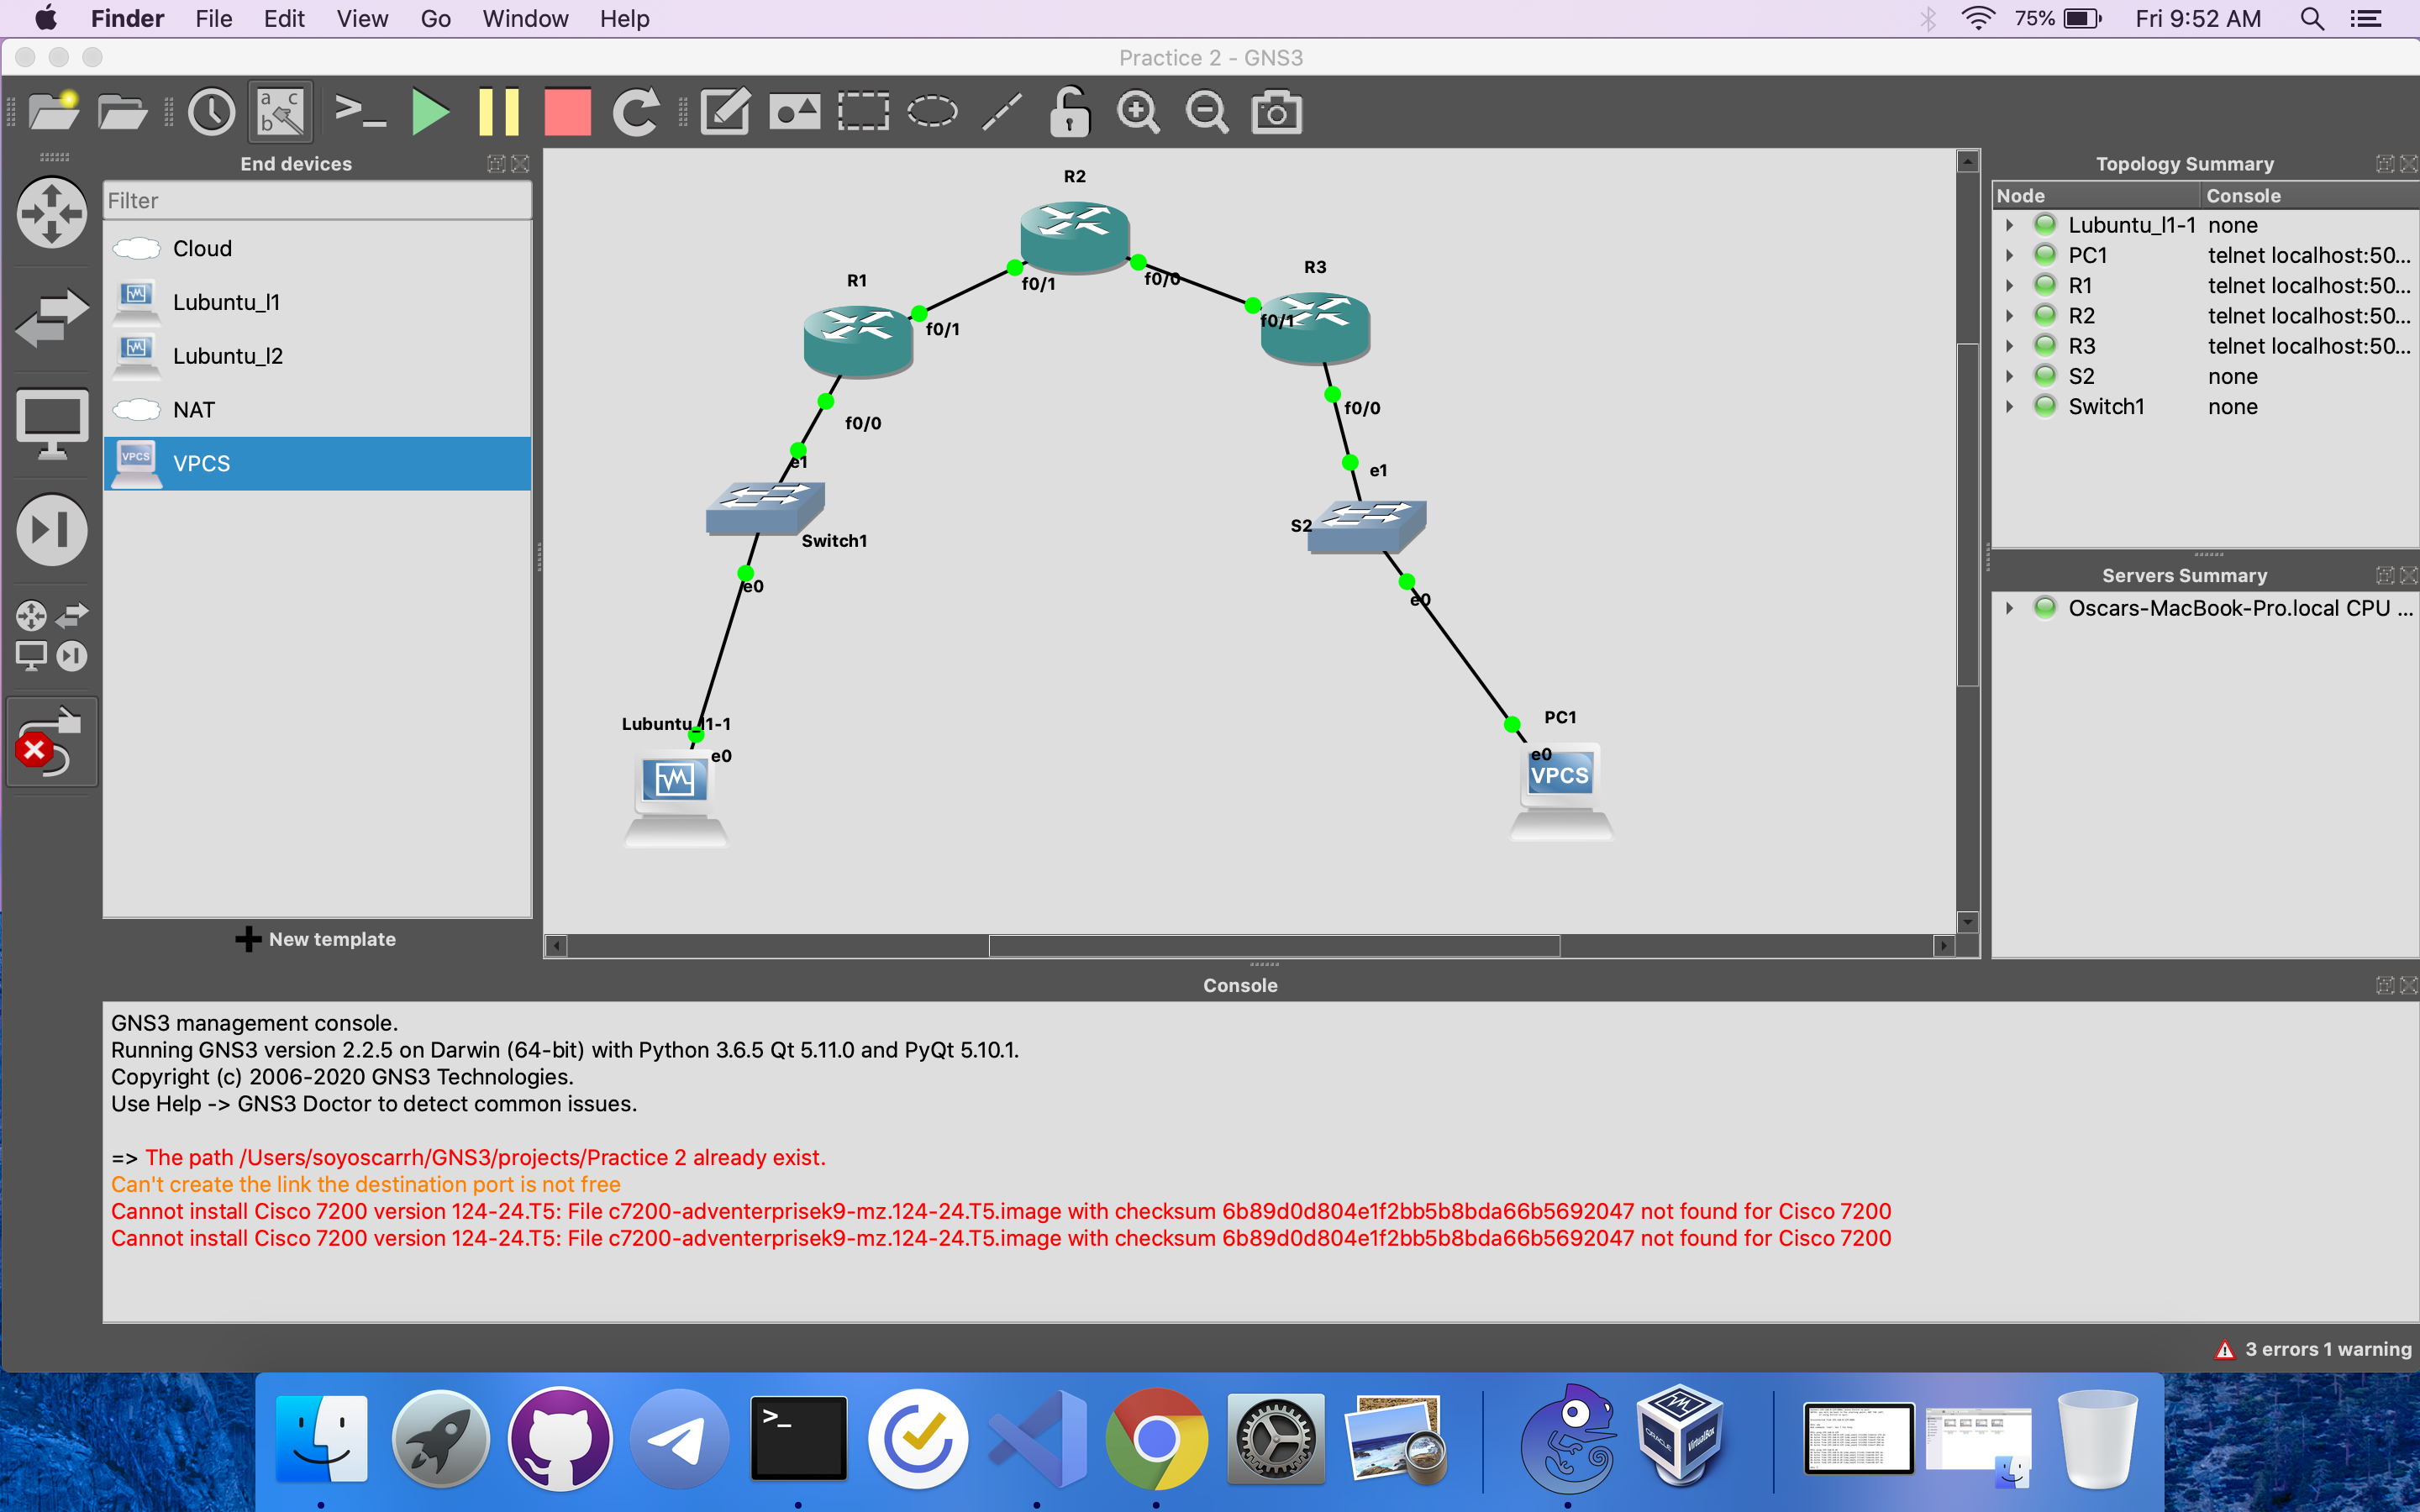 Finder File Edit View Go Window Help 75% Fri 9:52 AM
Practice 2 - GNS3
a c
b
>_
End devices
Filter
Cloud
Lubuntu_l1
Lubuntu_l2
NAT
VPCS VPCS
New template
R2
f0/1
f0/0
R1
f0/1
R3
f0/1
f0/0
e1
Switch1
e0
f0/0
e1
S2
e0
Lubuntu_l1-1
e0
PC1
e0
VPCS
Topology Summary
Node Console
Lubuntu_l1-1 none
PC1 telnet localhost:50...
R1 telnet localhost:50...
R2 telnet localhost:50...
R3 telnet localhost:50...
S2 none
Switch1 none
Servers Summary
Oscars-MacBook-Pro.local CPU ...
Console
GNS3 management console.
Running GNS3 version 2.2.5 on Darwin (64-bit) with Python 3.6.5 Qt 5.11.0 and PyQt 5.10.1.
Copyright (c) 2006-2020 GNS3 Technologies.
Use Help -> GNS3 Doctor to detect common issues.
=> The path /Users/soyoscarrh/GNS3/projects/Practice 2 already exist.
Can't create the link the destination port is not free
Cannot install Cisco 7200 version 124-24.T5: File c7200-adventerprisek9-mz.124-24.T5.image with checksum 6b89d0d804e1f2bb5b8bda66b5692047 not found for Cisco 7200
Cannot install Cisco 7200 version 124-24.T5: File c7200-adventerprisek9-mz.124-24.T5.image with checksum 6b89d0d804e1f2bb5b8bda66b5692047 not found for Cisco 7200
3 errors 1 warning
>_
ORACLE
VirtualBox